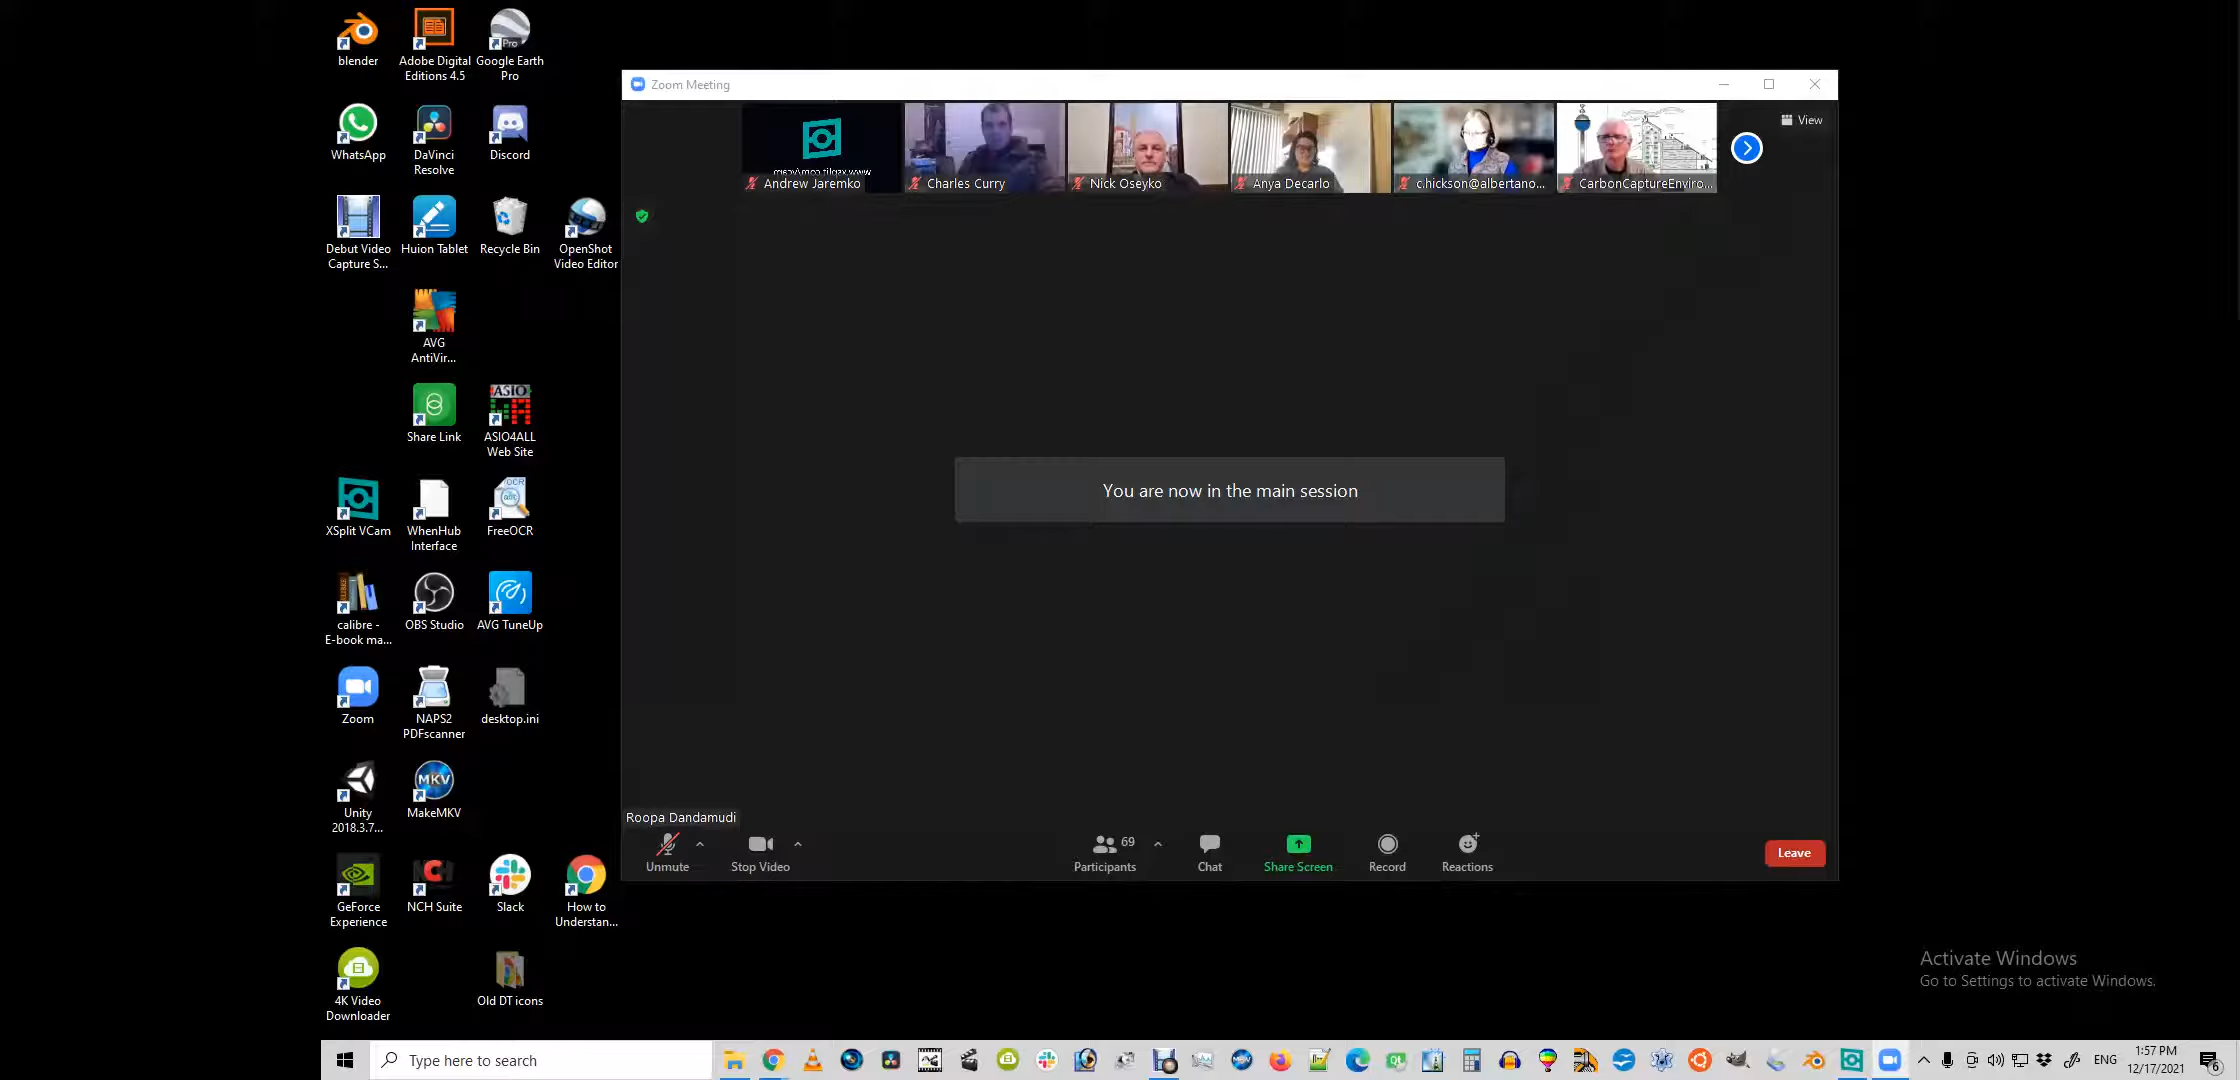 blender
Adobe Digital
Editions 4.5
Google Earth
Pro
WhatsApp
DaVinci
Resolve
Discord
Debut Video
Capture S...
Huion Tablet
Recycle Bin
OpenShot
Video Editor
AVG
AntiVir...
Share Link
ASIO
ASIO4ALL
Web Site
XSplit VCam
WhenHub
Interface
OCR
FreeOCR
calibre -
E-book ma...
OBS Studio
AVG TuneUp
Zoom
NAPS2
PDFscanner
desktop.ini
Unity
2018.3.7...
MKV
MakeMKV
GeForce
Experience
NCH
NCH Suite
Slack
How to
Understan...
4K Video
Downloader
Old DT icons
Zoom Meeting
Andrew Jaremko
Charles Curry
Nick Oseyko
Anya Decarlo
c.hickson@albertano...
CarbonCaptureEnviro...
View
You are now in the main session
Roopa Dandamudi
Unmute
Stop Video
69
Participants
Chat
Share Screen
Record
Reactions
Leave
Activate Windows
Go to Settings to activate Windows.
Type here to search
ENG
1:57 PM
12/17/2021
6